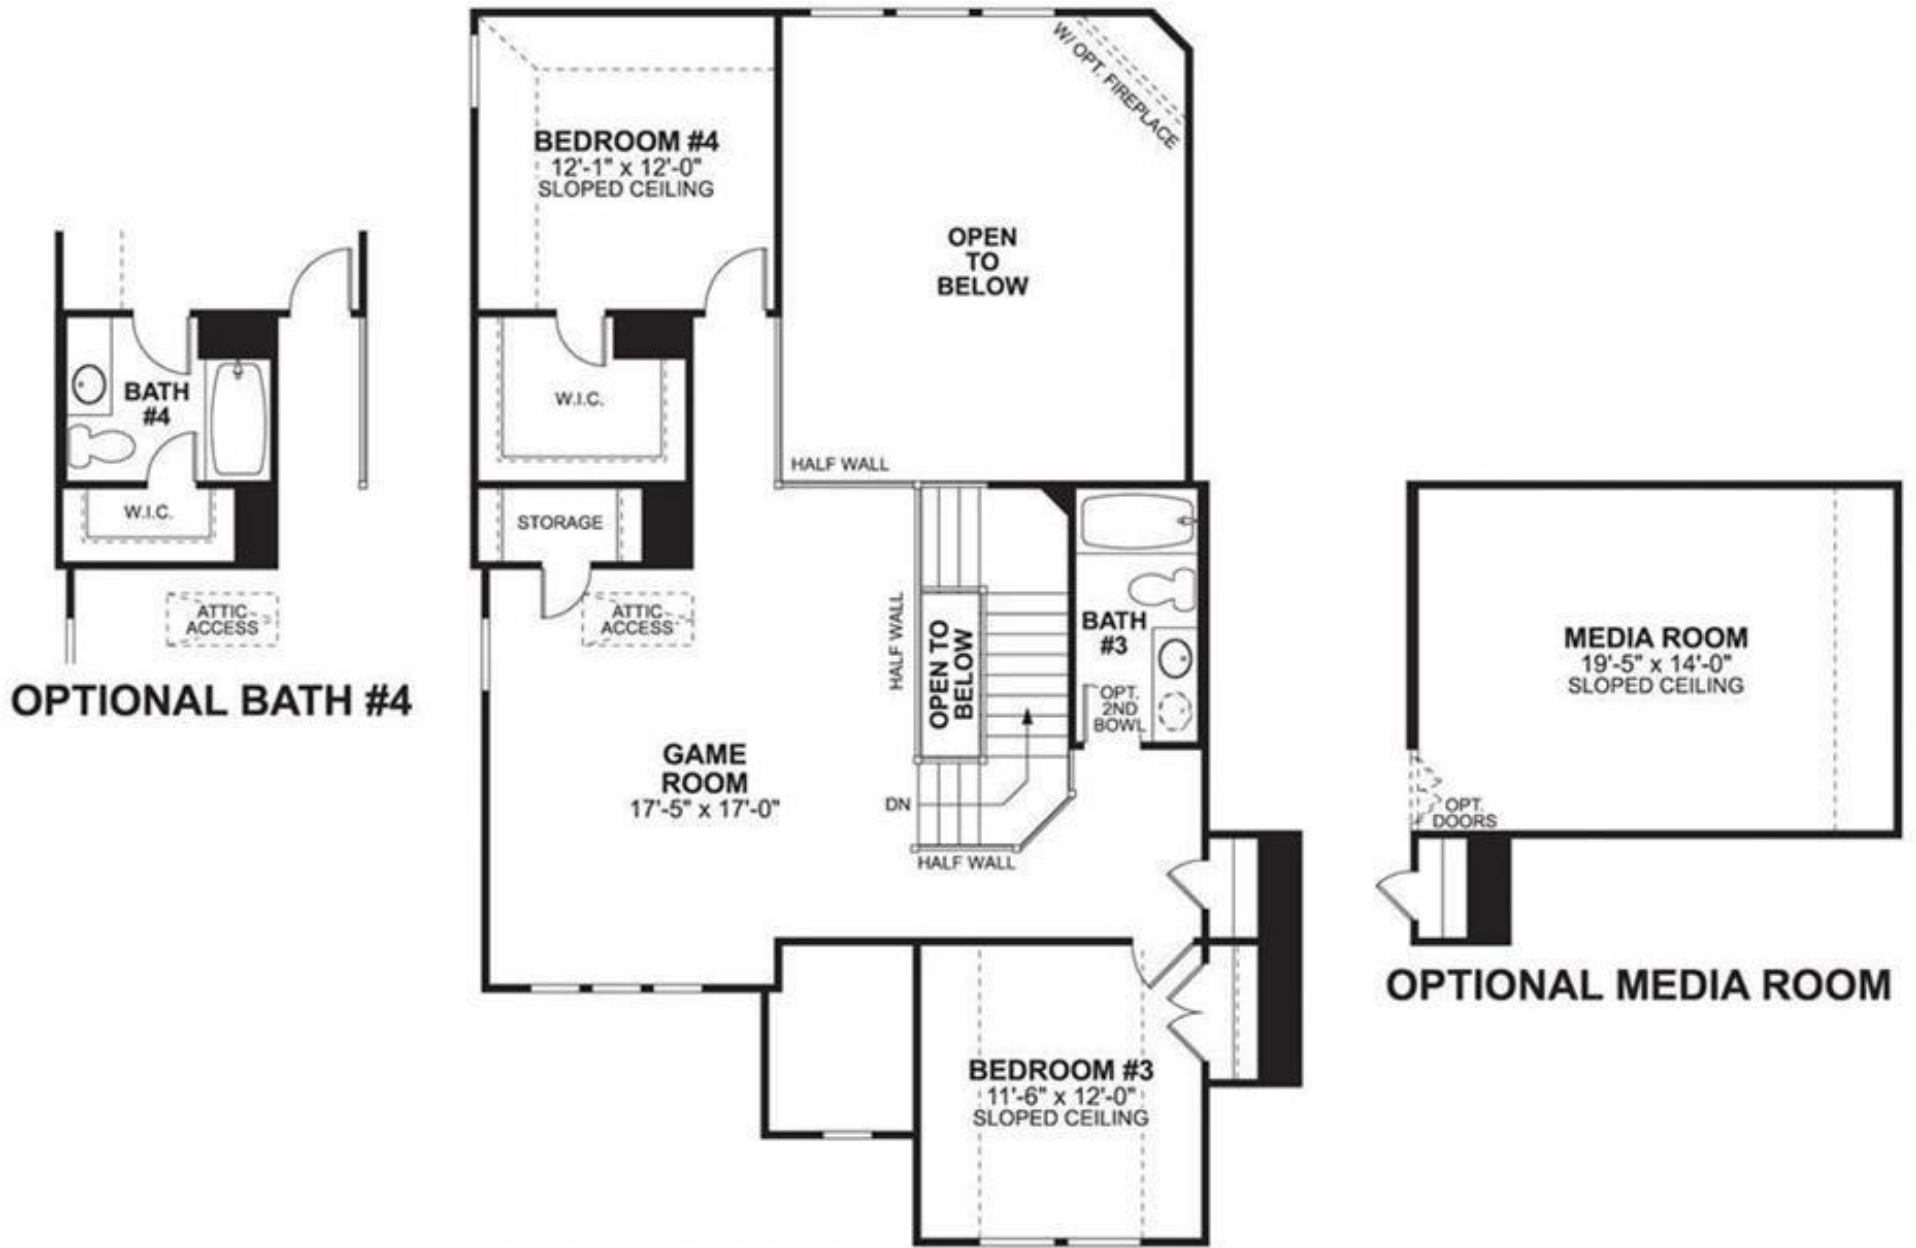 BEDROOM #4
12'-1" x 12'-0"
SLOPED CEILING
W/ OPT. FIREPLACE
OPEN
TO
BELOW
W.I.C.
HALF WALL
STORAGE
ATTIC
ACCESS
HALF WALL
OPEN TO
BELOW
BATH
#3
OPT.
2ND
BOWL
GAME
ROOM
17'-5" x 17'-0"
DN
HALF WALL
BEDROOM #3
11'-6" x 12'-0"
SLOPED CEILING
BATH
#4
W.I.C.
ATTIC
ACCESS
OPTIONAL BATH #4
MEDIA ROOM
19'-5" x 14'-0"
SLOPED CEILING
OPT.
DOORS
OPTIONAL MEDIA ROOM